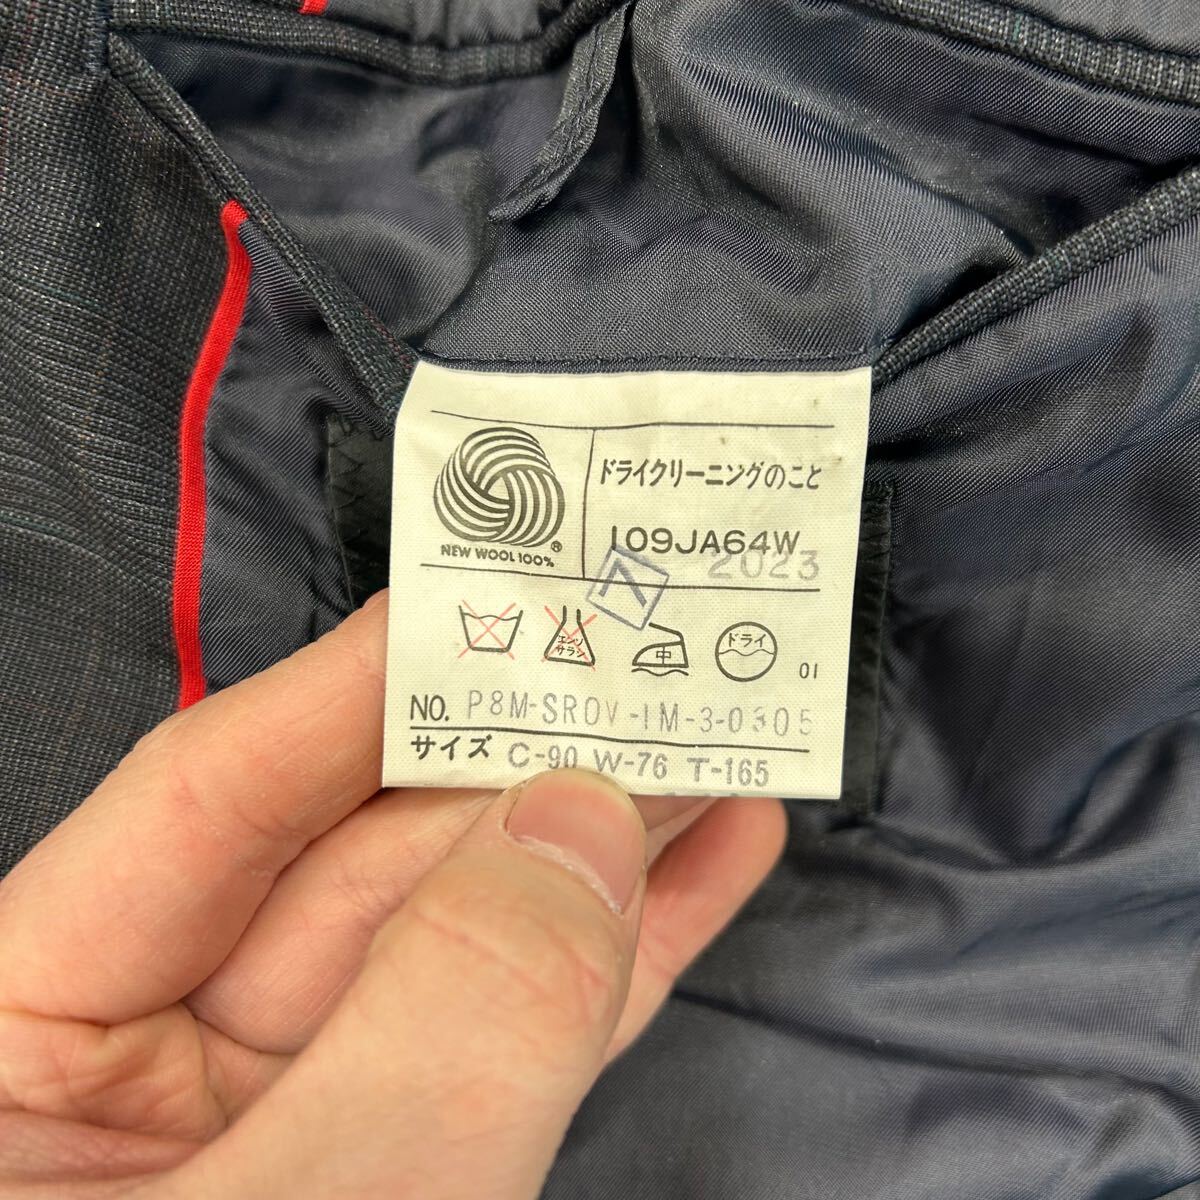 ドライクリーニングのこと
109JA64W
2023
NEW WOOL 100% ®
エンソ
サラシ
中
ドライ
01
NO. P8M-SROV-1M-3-0305
サイズ C-90 W-76 T-165